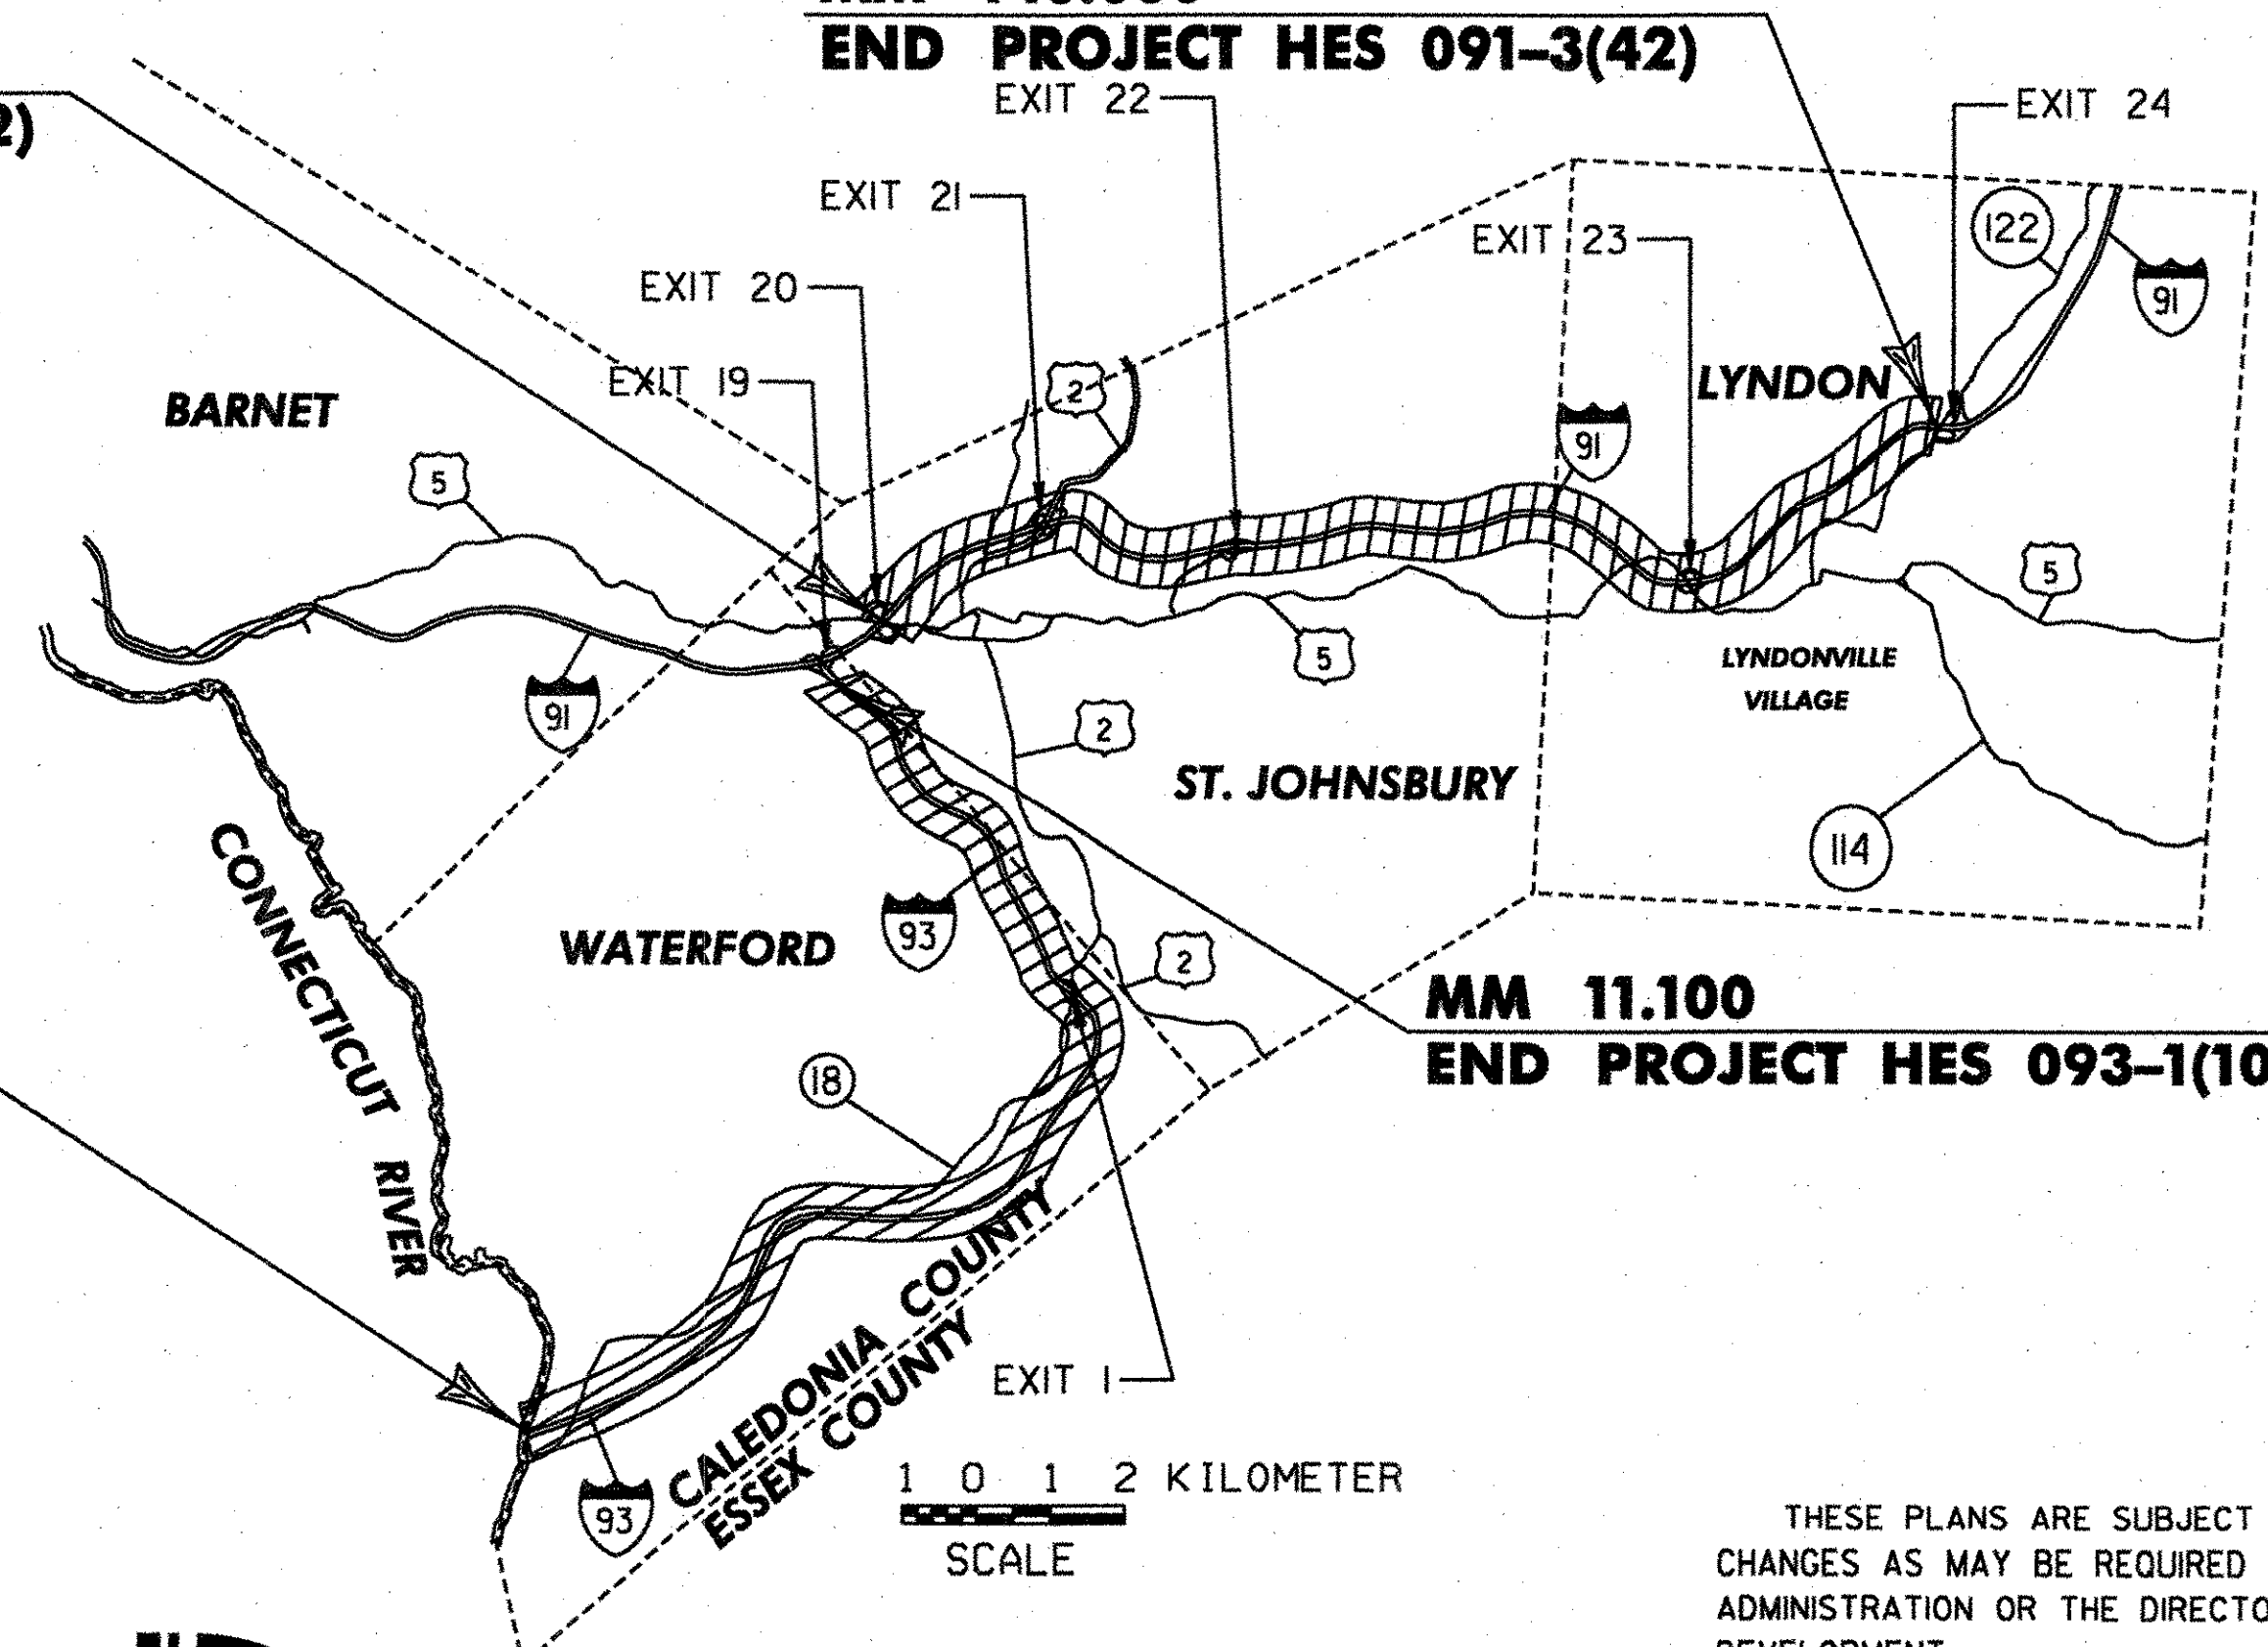 END PROJECT HES 091-3(42)
EXIT 22
EXIT 24
2)
EXIT 21
122
EXIT 23
91
EXIT 20
2
EXIT 19
LYNDON
BARNET
91
5
5
5
LYNDONVILLE
VILLAGE
91
2
ST. JOHNSBURY
114
CONNECTICUT RIVER
WATERFORD
93
2
MM 11.100
END PROJECT HES 093-1(10
18
CALEDONIA COUNTY
ESSEX COUNTY
EXIT 1
93
1 0 1 2 KILOMETER
SCALE
THESE PLANS ARE SUBJECT
CHANGES AS MAY BE REQUIRED
ADMINISTRATION OR THE DIRECTO